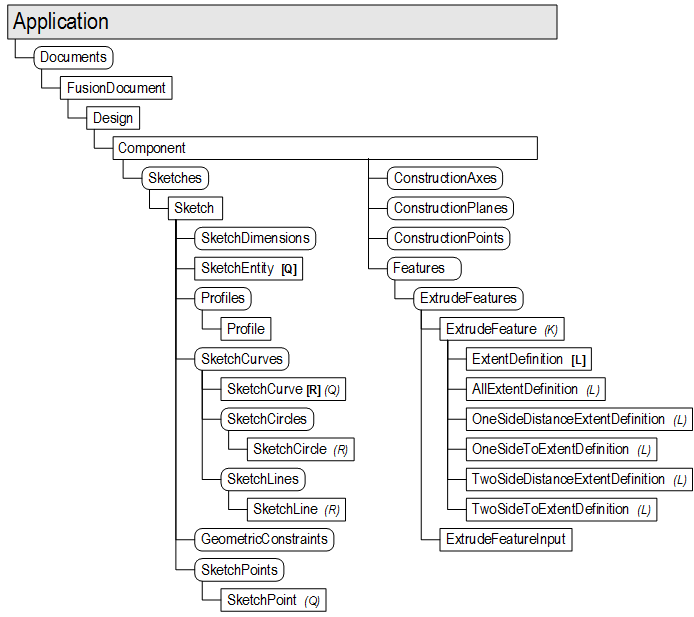 Application
Documents
FusionDocument
Design
Component
Sketches
Sketch
SketchDimensions
SketchEntity [Q]
Profiles
Profile
SketchCurves
SketchCurve [R] (Q)
SketchCircles
SketchCircle (R)
SketchLines
SketchLine (R)
GeometricConstraints
SketchPoints
SketchPoint (Q)
ConstructionAxes
ConstructionPlanes
ConstructionPoints
Features
ExtrudeFeatures
ExtrudeFeature (K)
ExtentDefinition [L]
AllExtentDefinition (L)
OneSideDistanceExtentDefinition (L)
OneSideToExtentDefinition (L)
TwoSideDistanceExtentDefinition (L)
TwoSideToExtentDefinition (L)
ExtrudeFeatureInput